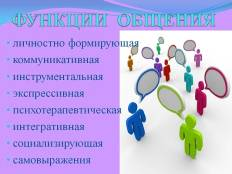 ФУНКЦИИ ОБЩЕНИЯ
• личностно формирующая
• коммуникативная
• инструментальная
• экспрессивная
• психотерапевтическая
• интегративная
• социализирующая
• самовыражения